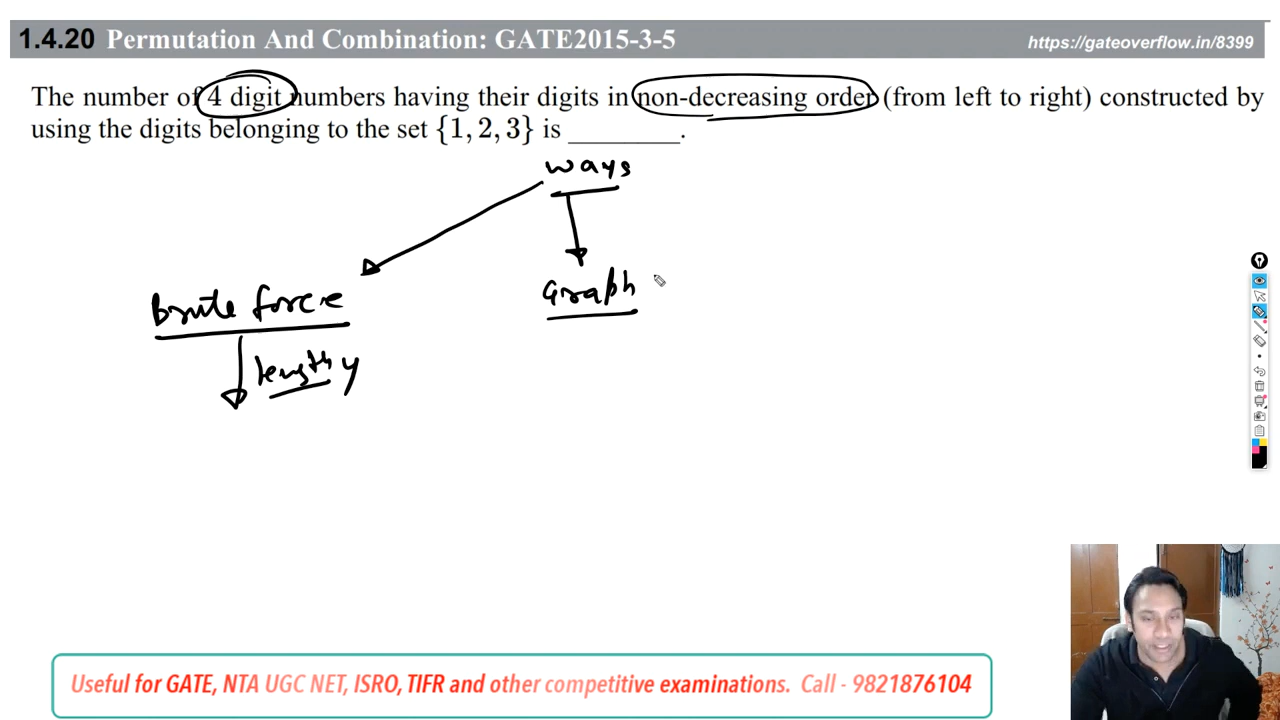 1.4.20 Permutation And Combination: GATE2015-3-5
https://gateoverflow.in/8399
The number of 4 digit numbers having their digits in non-decreasing order (from left to right) constructed by
using the digits belonging to the set {1, 2, 3} is ________.
ways
Brute force
Graph
lengthy
Useful for GATE, NTA UGC NET, ISRO, TIFR and other competitive examinations. Call - 9821876104